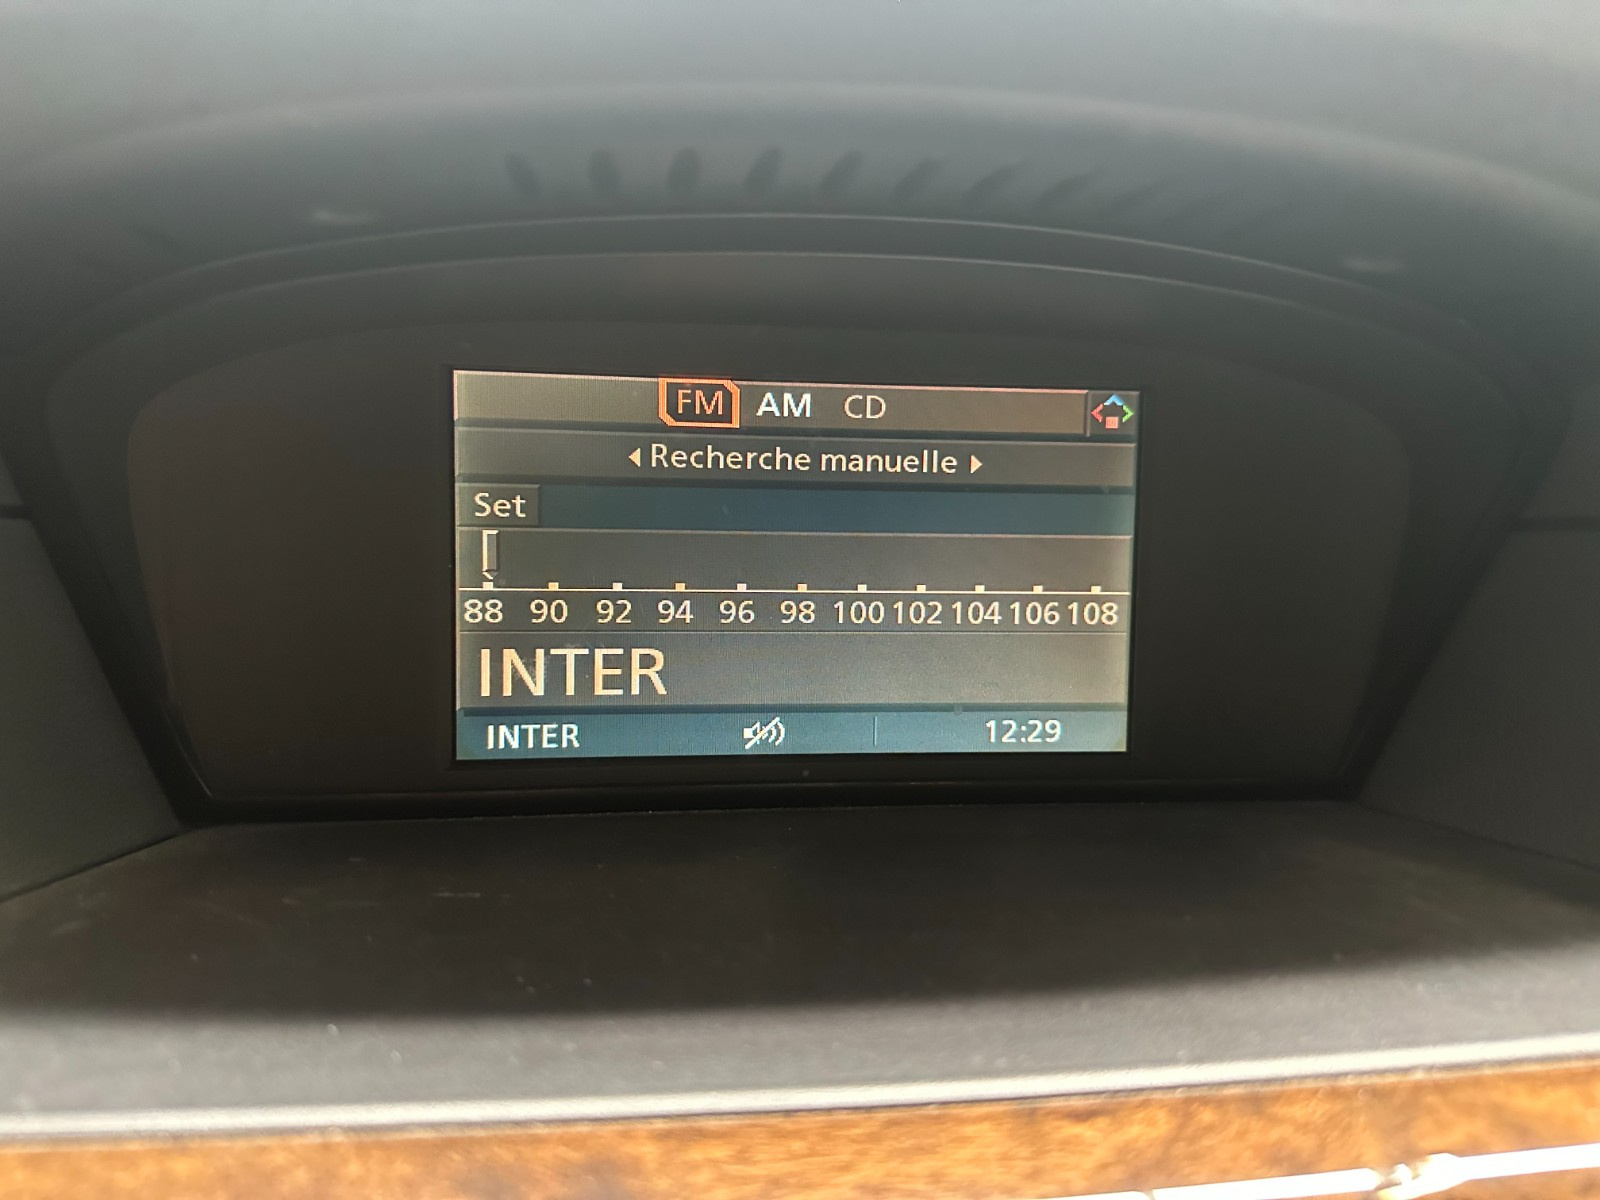 FM AM CD
Recherche manuelle
Set
88 90 92 94 96 98 100 102 104 106 108
INTER
INTER 12:29